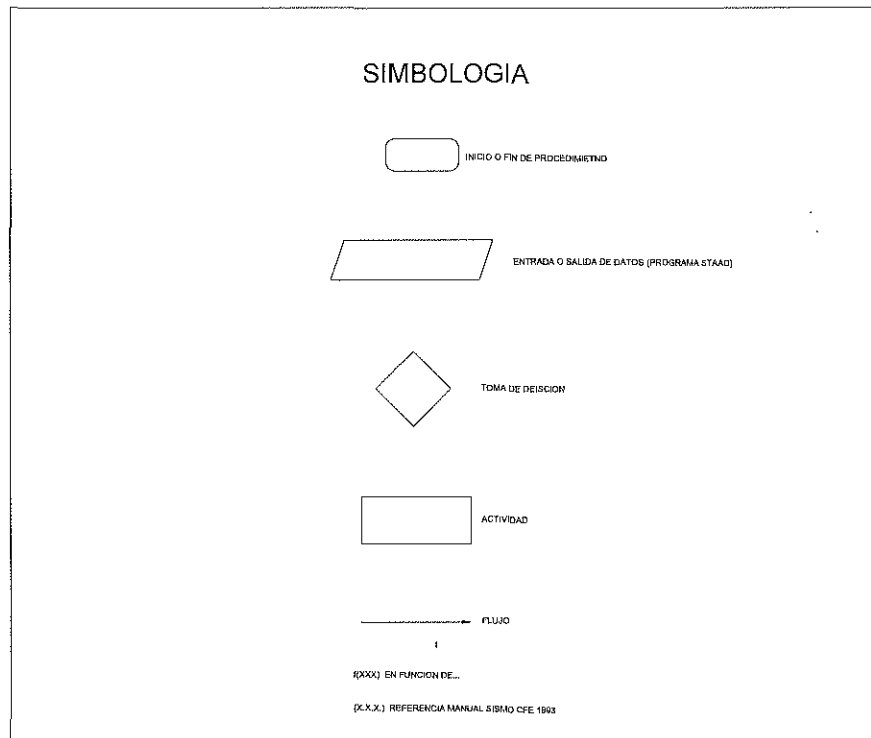 SIMBOLOGIA
INICIO O FIN DE PROCEDIMIETNO
ENTRADA O SALIDA DE DATOS (PROGRAMA STAAD)
TOMA DE DEISCION
ACTIVIDAD
FLUJO
f(XXX) EN FUNCION DE...
(X.X.X.) REFERENCIA MANUAL SISMO CFE 1993